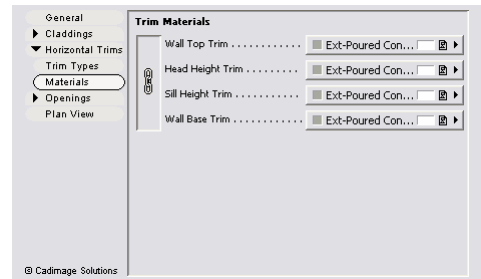 General
Claddings
Horizontal Trims
Trim Types
Materials
Openings
Plan View
© Cadimage Solutions
Trim Materials
Wall Top Trim ............ Ext-Poured Con...
Head Height Trim .......... Ext-Poured Con...
Sill Height Trim ........... Ext-Poured Con...
Wall Base Trim ............ Ext-Poured Con...